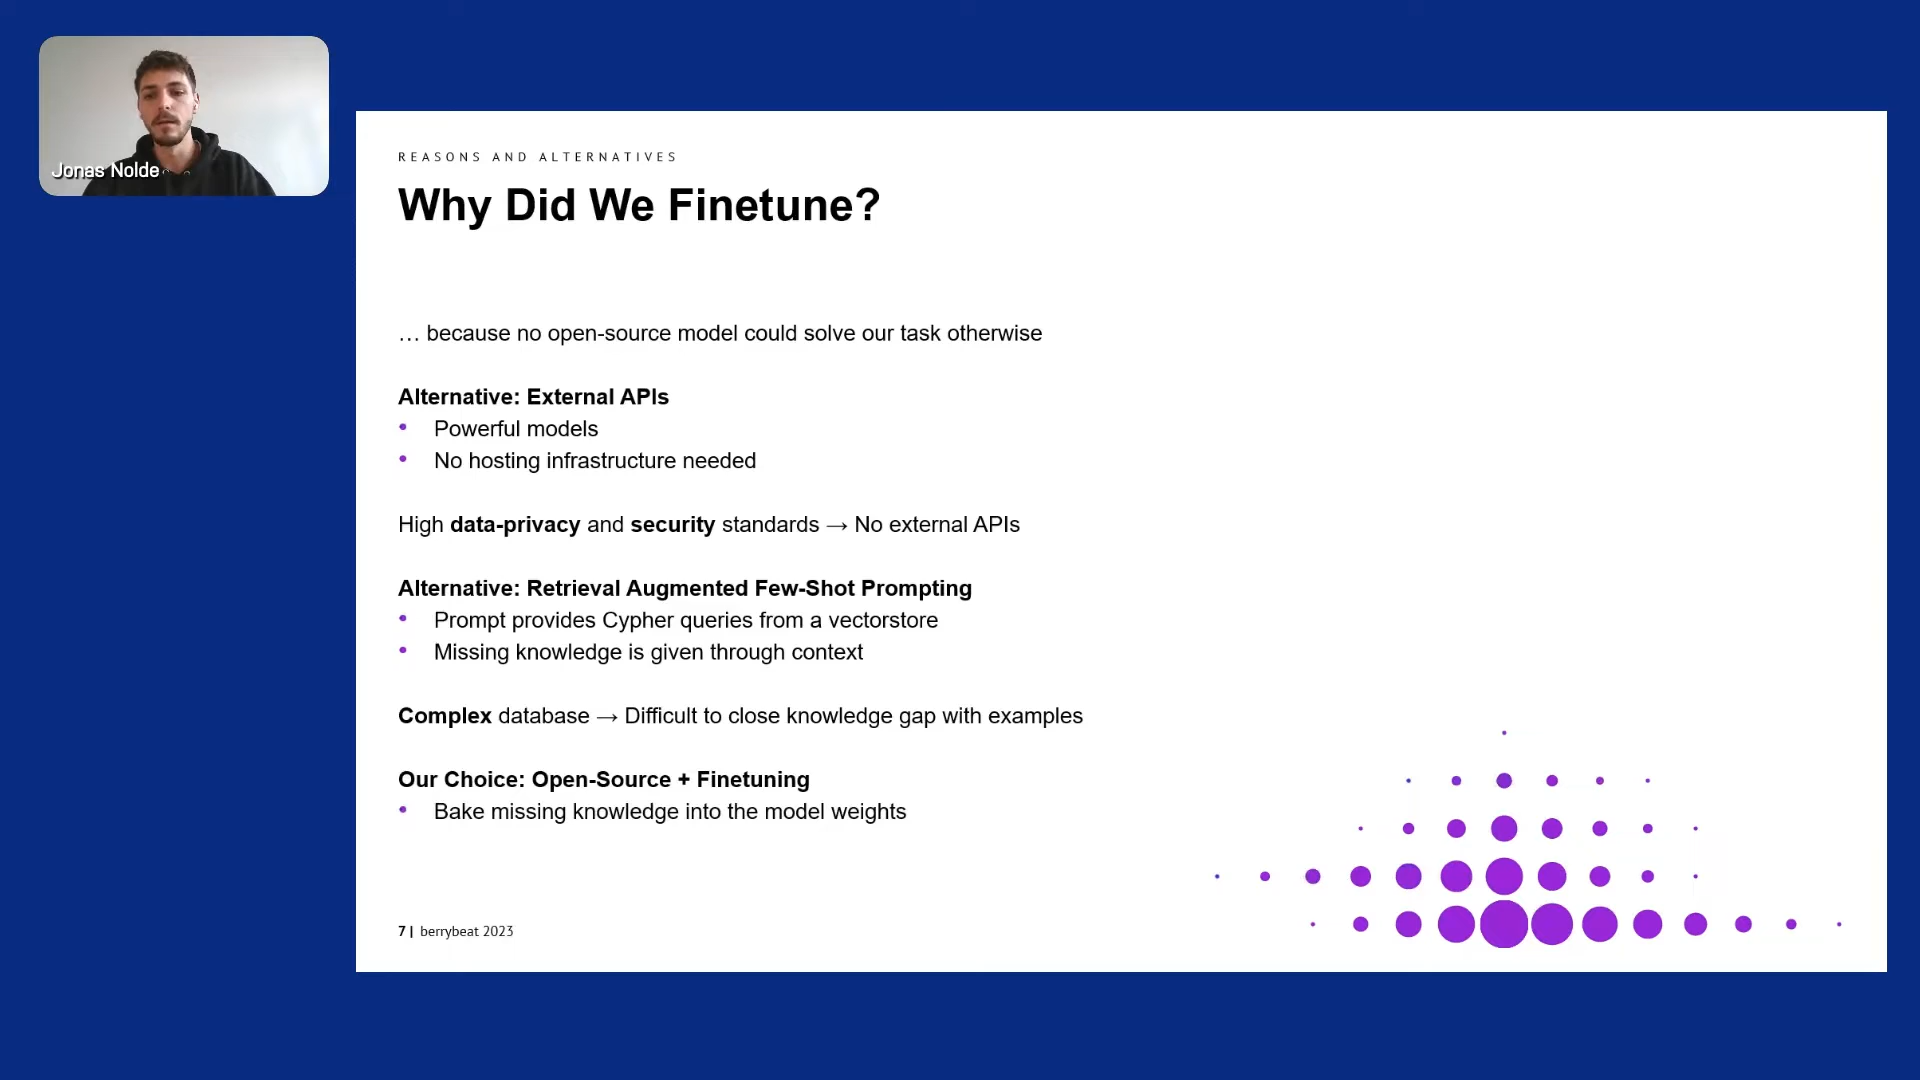 Jonas Nolde
REASONS AND ALTERNATIVES
Why Did We Finetune?
… because no open-source model could solve our task otherwise
Alternative: External APIs
• Powerful models
• No hosting infrastructure needed
High data-privacy and security standards → No external APIs
Alternative: Retrieval Augmented Few-Shot Prompting
• Prompt provides Cypher queries from a vectorstore
• Missing knowledge is given through context
Complex database → Difficult to close knowledge gap with examples
Our Choice: Open-Source + Finetuning
• Bake missing knowledge into the model weights
7 | berrybeat 2023